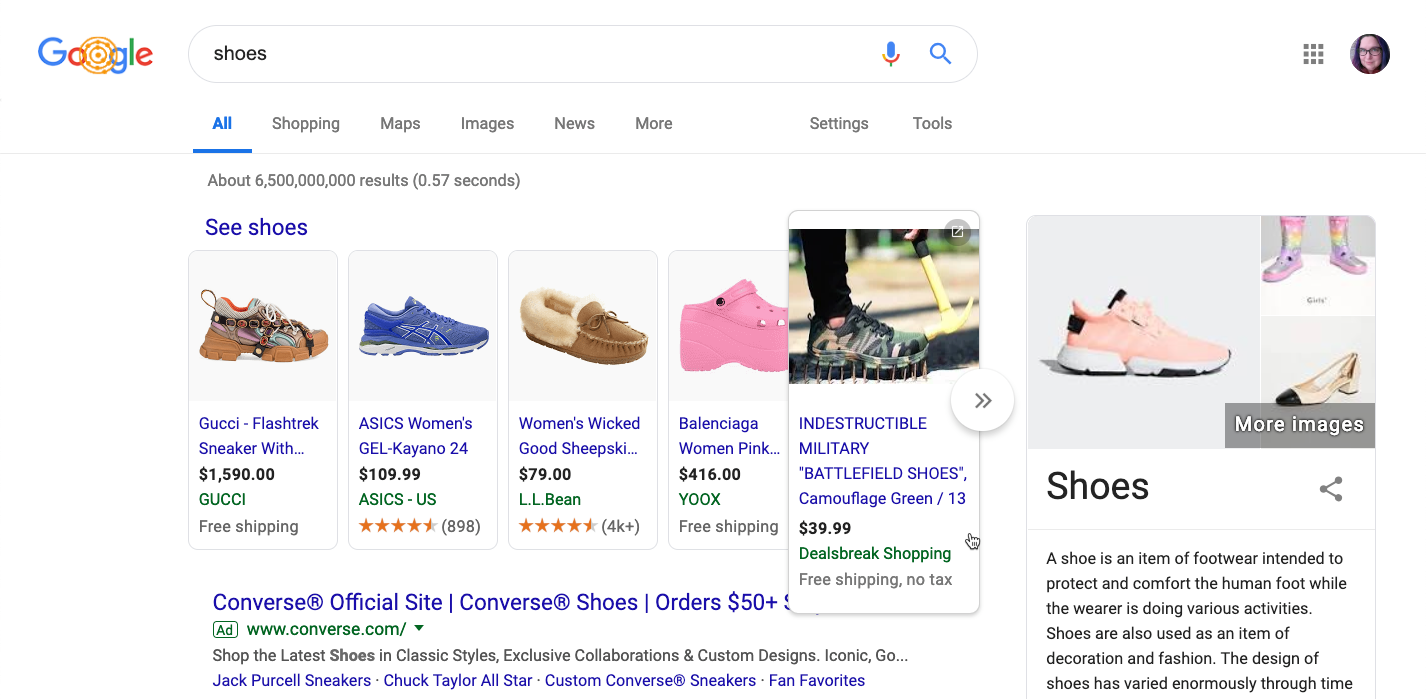 Google
shoes
All Shopping Maps Images News More Settings Tools
About 6,500,000,000 results (0.57 seconds)
See shoes
Gucci - Flashtrek
Sneaker With...
$1,590.00
GUCCI
Free shipping
ASICS Women's
GEL-Kayano 24
$109.99
ASICS - US
(898)
Women's Wicked
Good Sheepski...
$79.00
L.L.Bean
(4k+)
Balenciaga
Women Pink...
$416.00
YOOX
Free shipping
INDESTRUCTIBLE
MILITARY
"BATTLEFIELD SHOES",
Camouflage Green / 13
$39.99
Dealsbreak Shopping
Free shipping, no tax
Converse® Official Site | Converse® Shoes | Orders $50+
Ad www.converse.com/
Shop the Latest Shoes in Classic Styles, Exclusive Collaborations & Custom Designs. Iconic, Go...
Jack Purcell Sneakers · Chuck Taylor All Star · Custom Converse® Sneakers · Fan Favorites
Girls'
More images
Shoes
A shoe is an item of footwear intended to
protect and comfort the human foot while
the wearer is doing various activities.
Shoes are also used as an item of
decoration and fashion. The design of
shoes has varied enormously through time